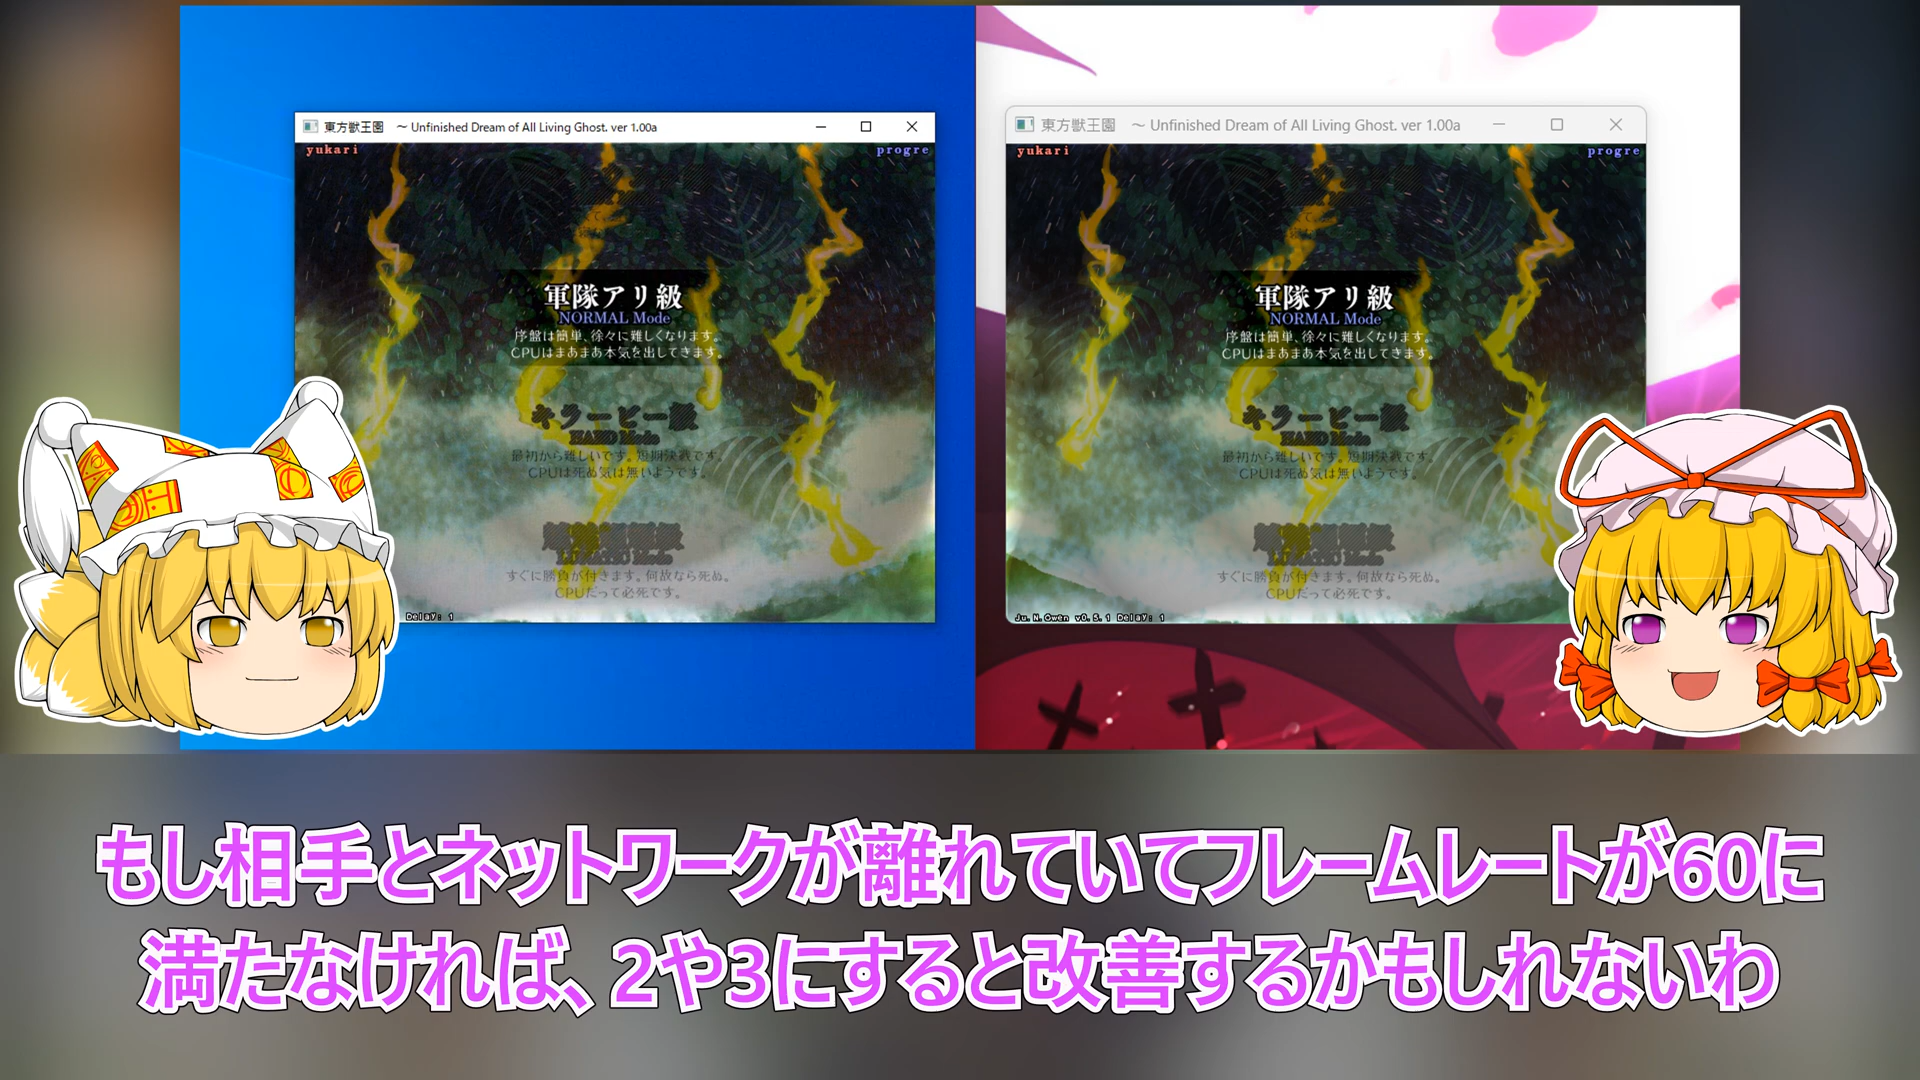 東方獣王園　～ Unfinished Dream of All Living Ghost. ver 1.00a
yukari
progre
軍隊アリ級
NORMAL Mode
序盤は簡単、徐々に難しくなります。
CPUはまあまあ本気を出してきます。
キラービー級
HARD Mode
最初から難しいです。短期決戦です。
CPUは死ぬ気は無いようです。
LUNATIC Mode
すぐに勝負が付きます。何故なら死ぬ。
CPUだって必死です。
Delay: 1
東方獣王園　～ Unfinished Dream of All Living Ghost. ver 1.00a
yukari
progre
軍隊アリ級
NORMAL Mode
序盤は簡単、徐々に難しくなります。
CPUはまあまあ本気を出してきます。
キラービー級
HARD Mode
最初から難しいです。短期決戦です。
CPUは死ぬ気は無いようです。
LUNATIC Mode
すぐに勝負が付きます。何故なら死ぬ。
CPUだって必死です。
Ju.N.Owen v0.5.1 Delay: 1
もし相手とネットワークが離れていてフレームレートが60に
満たなければ、2や3にすると改善するかもしれないわ